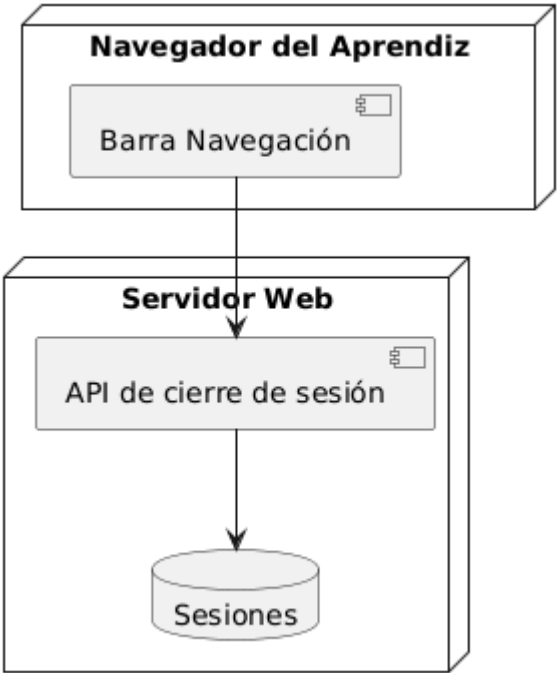 Navegador del Aprendiz
Barra Navegación
Servidor Web
API de cierre de sesión
Sesiones